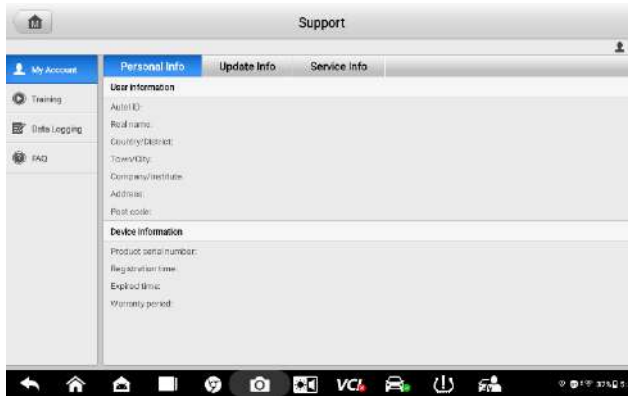 Support
My Account
Personal Info
Update Info
Service Info
Training
Data Logging
FAQ
User Information
Autel ID:
Real name:
Country/District:
Town/City:
Company/Institute:
Address:
Post code:
Device Information
Product serial number:
Registration time:
Expired time:
Warranty period:
VCI